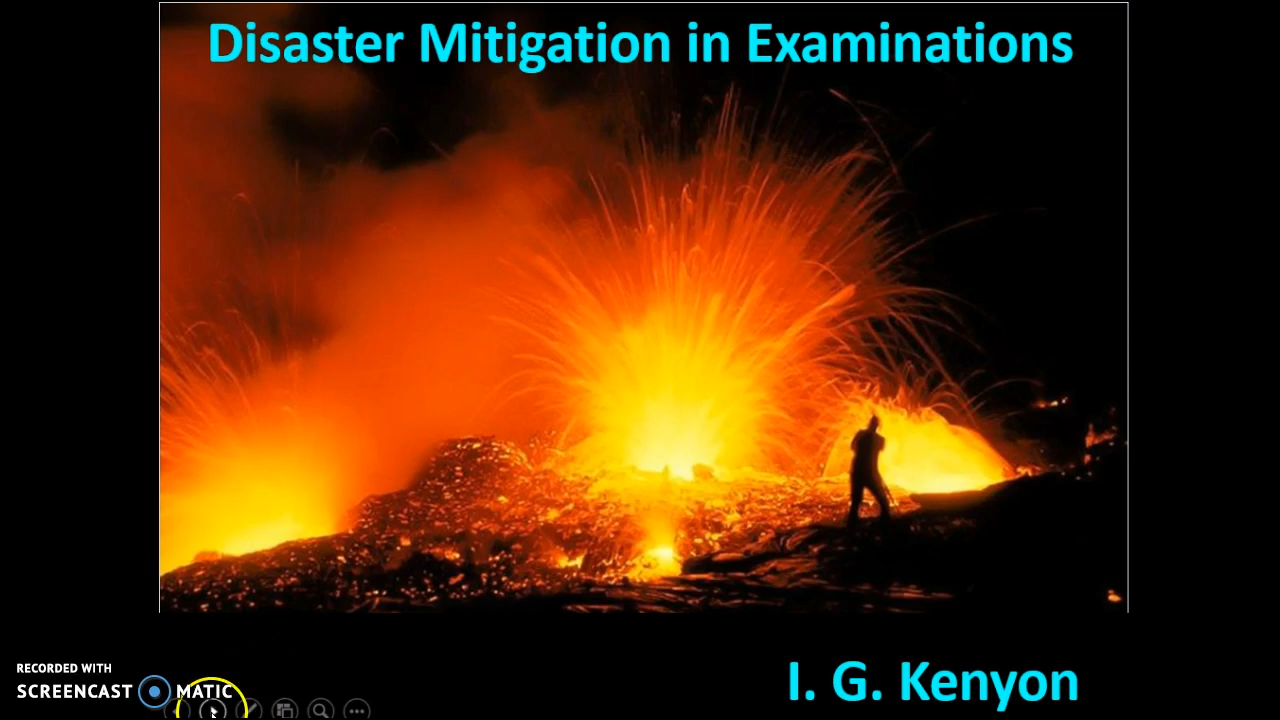 Disaster Mitigation in Examinations
I. G. Kenyon
RECORDED WITH
SCREENCAST MATIC